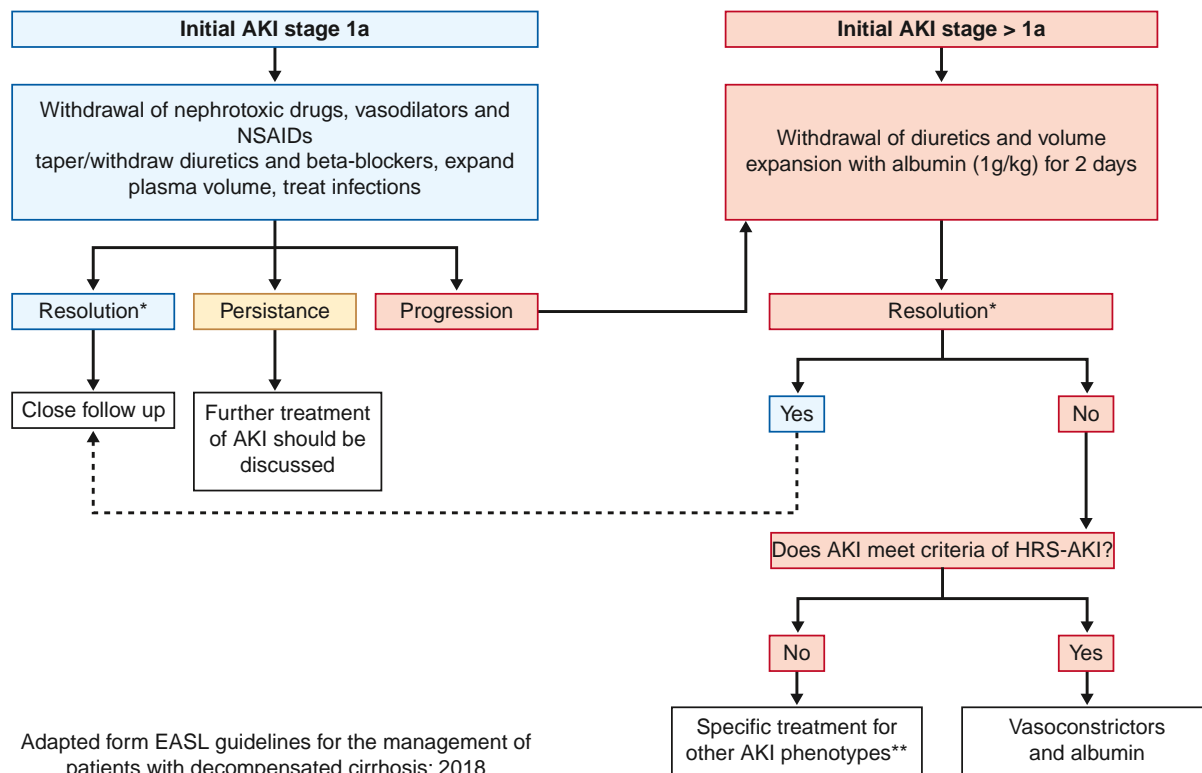 Initial AKI stage 1a
Withdrawal of nephrotoxic drugs, vasodilators and
NSAIDs
taper/withdraw diuretics and beta-blockers, expand
plasma volume, treat infections
Resolution*
Persistance
Progression
Close follow up
Further treatment
of AKI should be
discussed
Initial AKI stage > 1a
Withdrawal of diuretics and volume
expansion with albumin (1g/kg) for 2 days
Resolution*
Yes
No
Does AKI meet criteria of HRS-AKI?
No
Yes
Specific treatment for
other AKI phenotypes**
Vasoconstrictors
and albumin
Adapted form EASL guidelines for the management of
patients with decompensated cirrhosis; 2018